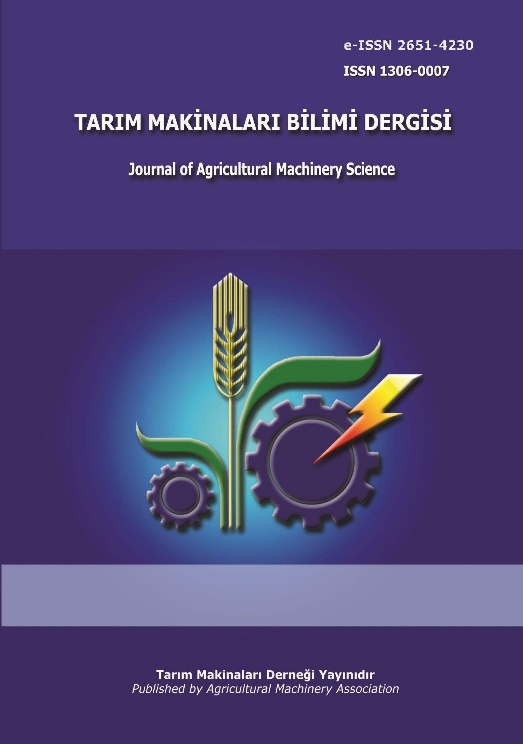 e-ISSN 2651-4230
ISSN 1306-0007
TARIM MAKİNALARI BİLİMİ DERGİSİ
Journal of Agricultural Machinery Science
Tarım Makinaları Derneği Yayınıdır
Published by Agricultural Machinery Association